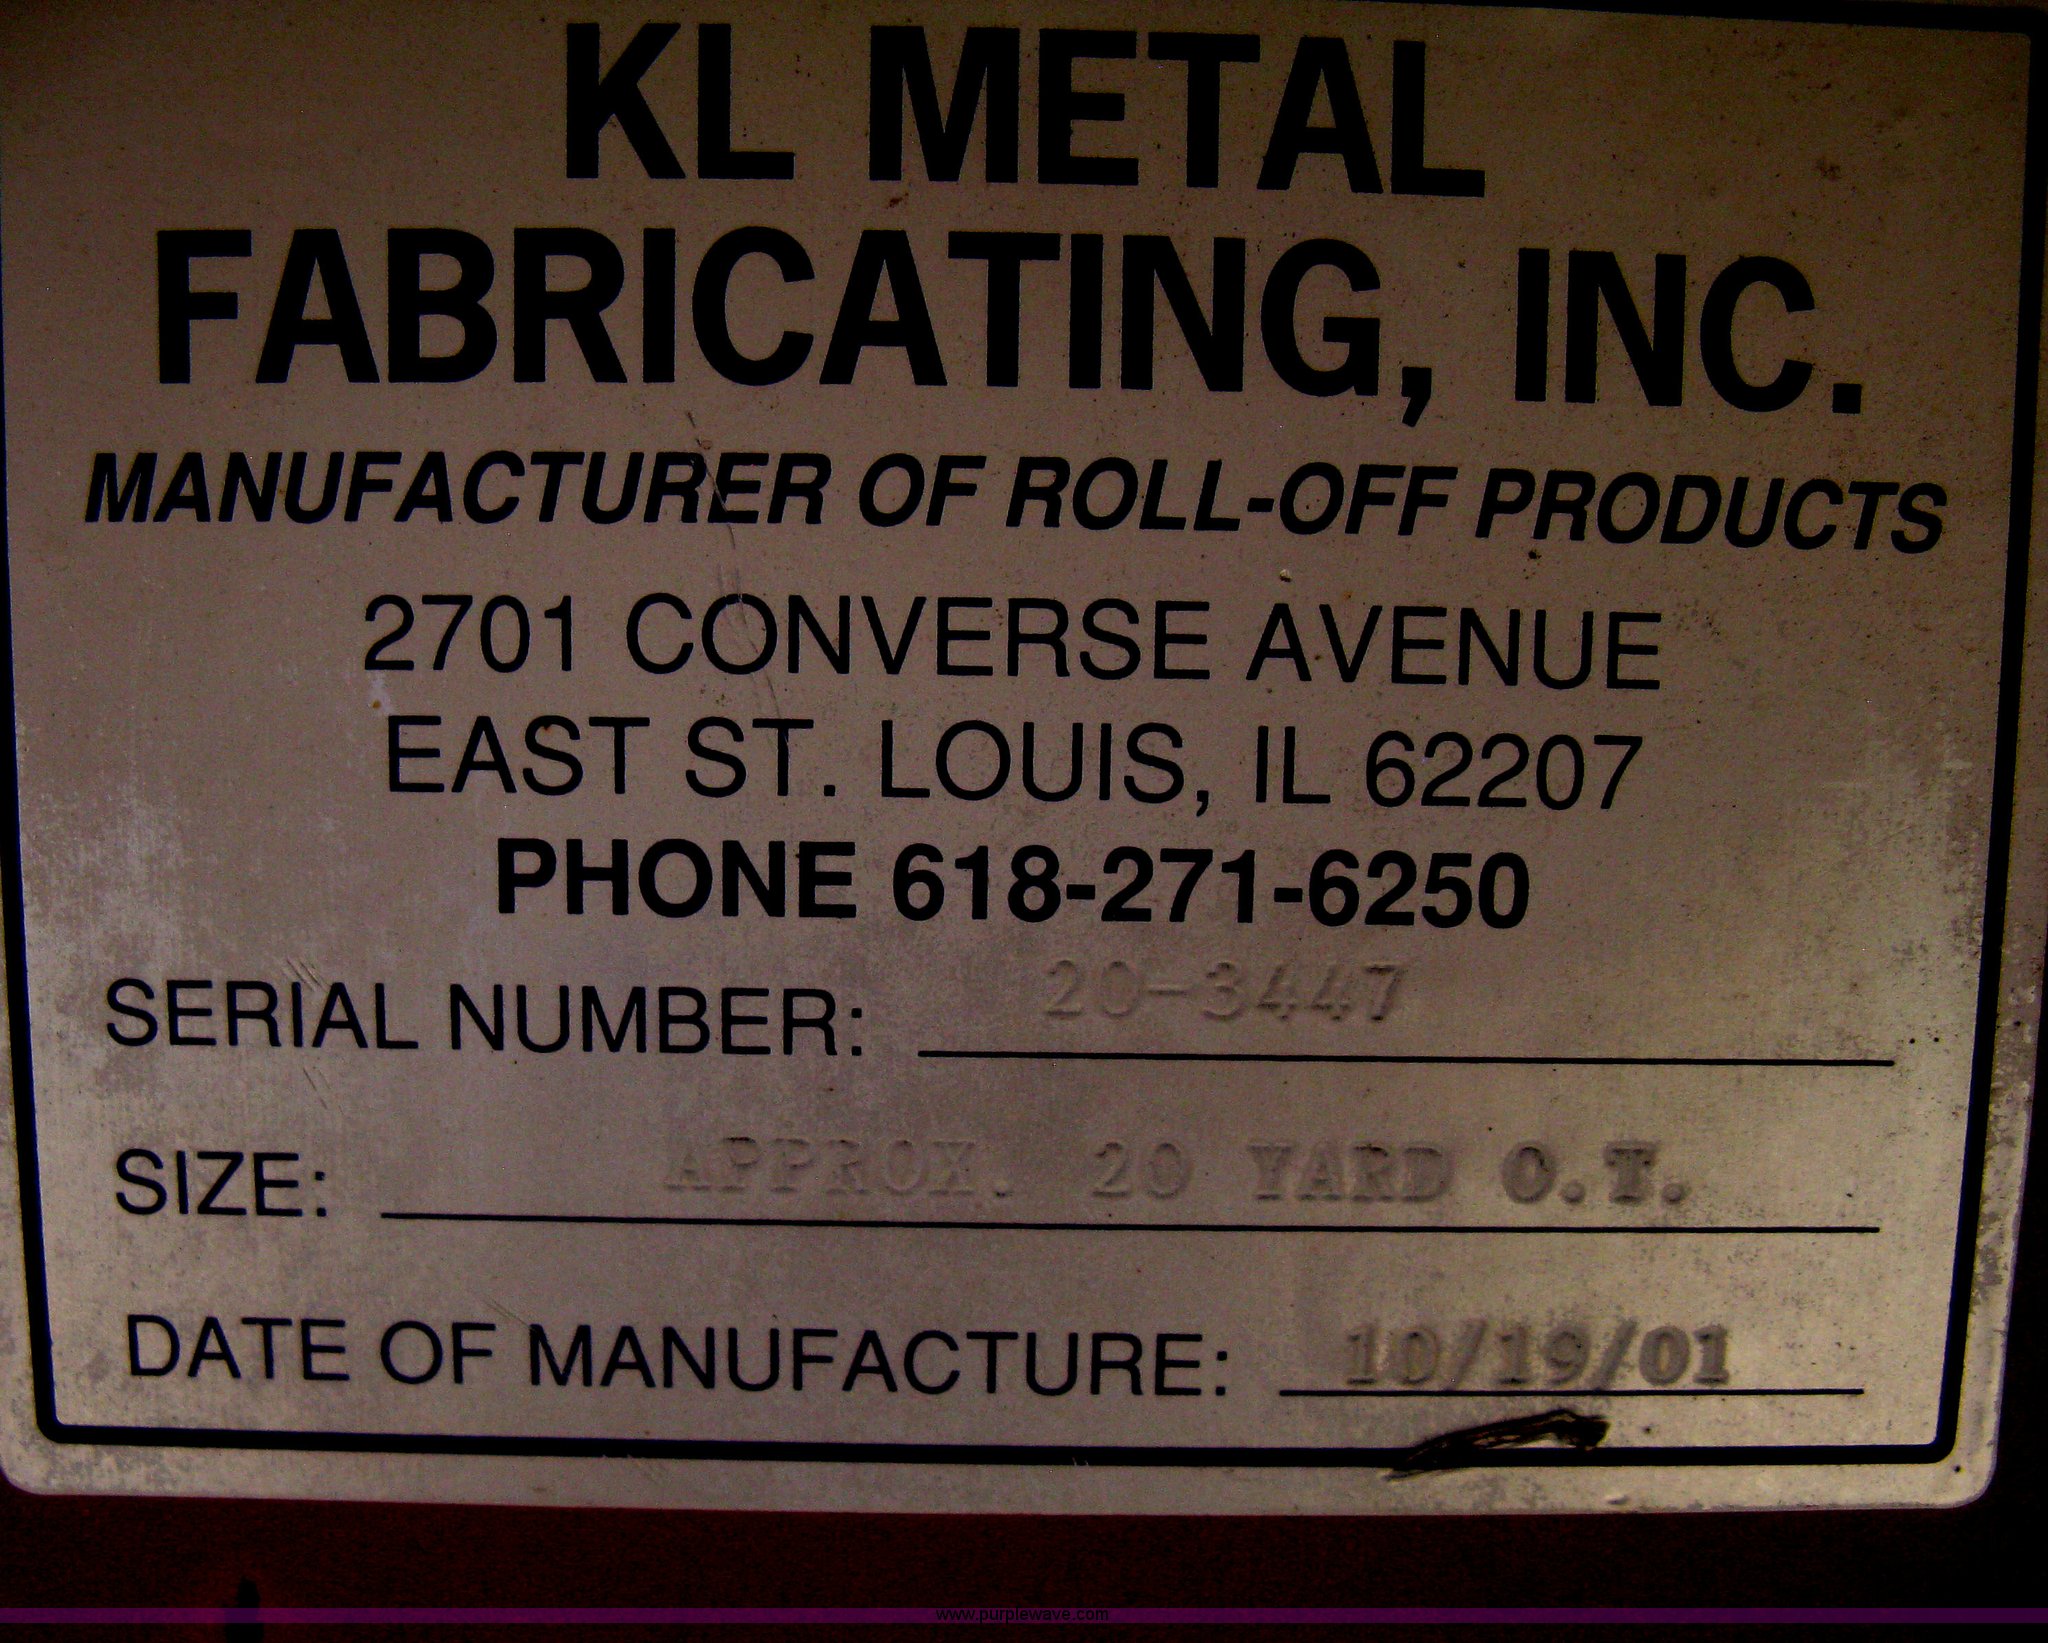 KL METAL
FABRICATING, INC.
MANUFACTURER OF ROLL-OFF PRODUCTS
2701 CONVERSE AVENUE
EAST ST. LOUIS, IL 62207
PHONE 618-271-6250
SERIAL NUMBER: 20-3447
SIZE: APPROX. 20 YARD O.T.
DATE OF MANUFACTURE: 10/19/01
www.purplewave.com